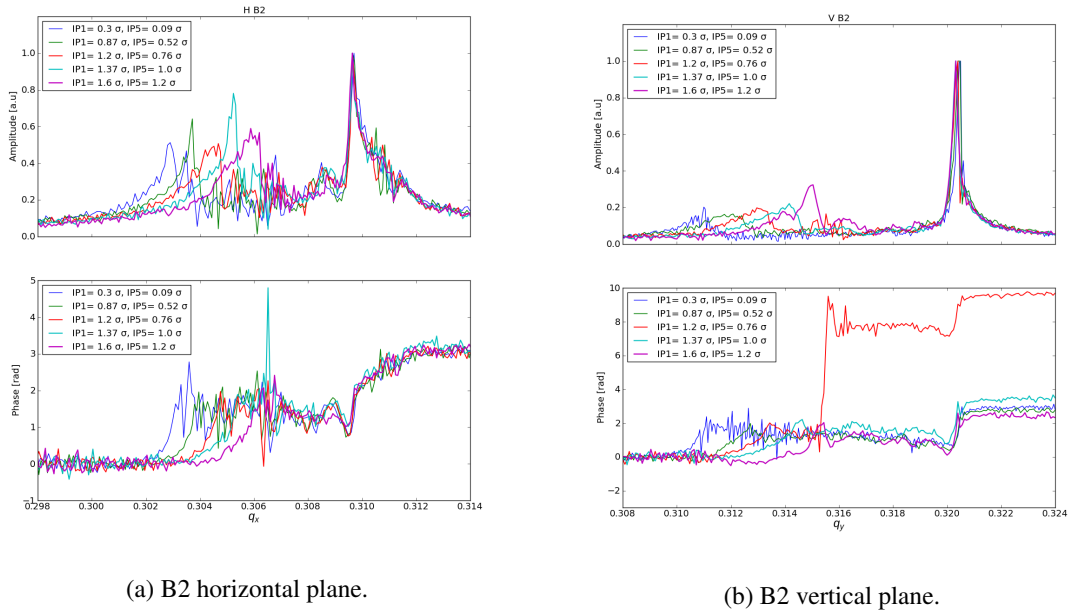 H B2
1.0
0.8
0.6
0.4
0.2
0.0
Amplitude [a.u]
IP1= 0.3 σ, IP5= 0.09 σ
IP1= 0.87 σ, IP5= 0.52 σ
IP1= 1.2 σ, IP5= 0.76 σ
IP1= 1.37 σ, IP5= 1.0 σ
IP1= 1.6 σ, IP5= 1.2 σ
5
4
3
2
1
0
−1
Phase [rad]
IP1= 0.3 σ, IP5= 0.09 σ
IP1= 0.87 σ, IP5= 0.52 σ
IP1= 1.2 σ, IP5= 0.76 σ
IP1= 1.37 σ, IP5= 1.0 σ
IP1= 1.6 σ, IP5= 1.2 σ
0.298 0.300 0.302 0.304 0.306 0.308 0.310 0.312 0.314
qx
(a) B2 horizontal plane.
V B2
1.0
0.8
0.6
0.4
0.2
0.0
Amplitude [a.u]
IP1= 0.3 σ, IP5= 0.09 σ
IP1= 0.87 σ, IP5= 0.52 σ
IP1= 1.2 σ, IP5= 0.76 σ
IP1= 1.37 σ, IP5= 1.0 σ
IP1= 1.6 σ, IP5= 1.2 σ
10
8
6
4
2
0
−2
Phase [rad]
IP1= 0.3 σ, IP5= 0.09 σ
IP1= 0.87 σ, IP5= 0.52 σ
IP1= 1.2 σ, IP5= 0.76 σ
IP1= 1.37 σ, IP5= 1.0 σ
IP1= 1.6 σ, IP5= 1.2 σ
0.308 0.310 0.312 0.314 0.316 0.318 0.320 0.322 0.324
qy
(b) B2 vertical plane.